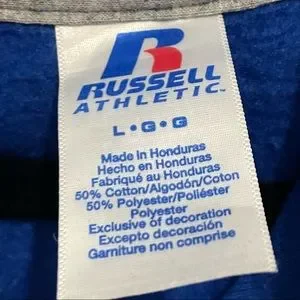 R
RUSSELL
ATHLETIC™
L•G•G
Made in Honduras
Hecho en Honduras
Fabriqué au Honduras
50% Cotton/Algodón/Coton
50% Polyester/Poliéster
Polyester
Exclusive of decoration
Excepto decoración
Garniture non comprise